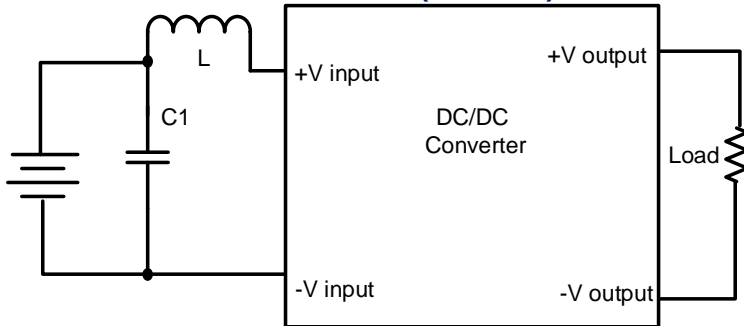 L
+V input
+V output
C1
DC/DC
Converter
Load
-V input
-V output